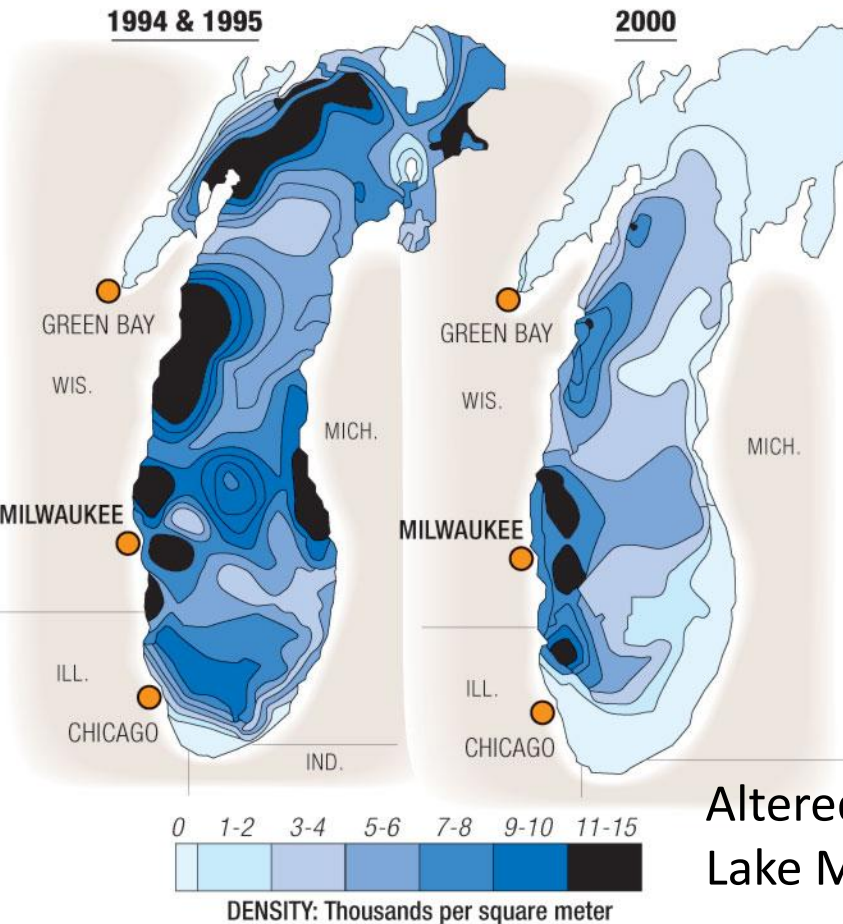 1994 & 1995
2000
GREEN BAY
GREEN BAY
WIS.
WIS.
MICH.
MICH.
MILWAUKEE
MILWAUKEE
ILL.
ILL.
CHICAGO
CHICAGO
IND.
0 1-2 3-4 5-6 7-8 9-10 11-15
DENSITY: Thousands per square meter
Lake M